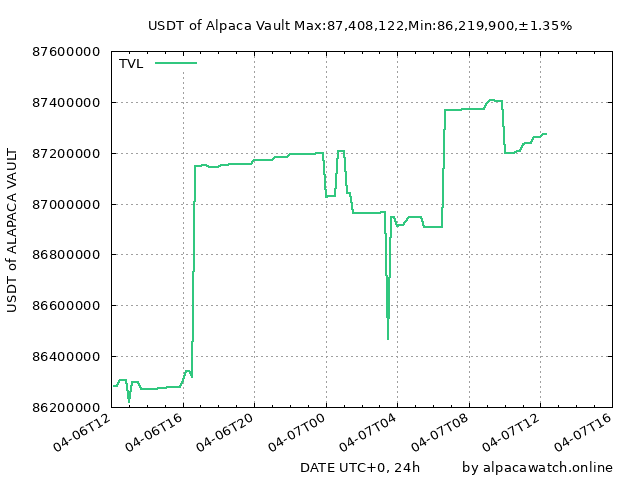 USDT of Alpaca Vault Max:87,408,122,Min:86,219,900,±1.35%
TVL
87600000
87400000
87200000
87000000
86800000
86600000
86400000
86200000
USDT of ALAPACA VAULT
04-06T12
04-06T16
04-06T20
04-07T00
04-07T04
04-07T08
04-07T12
04-07T16
DATE UTC+0, 24h
by alpacawatch.online